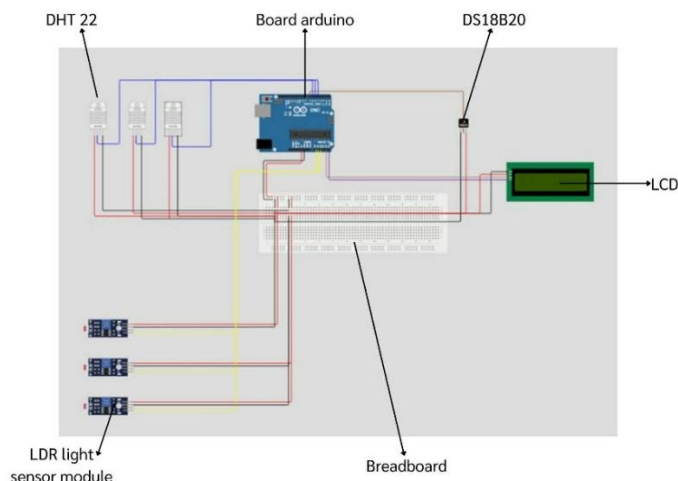 DHT 22
Board arduino
DS18B20
LCD
LDR light
sensor module
Breadboard